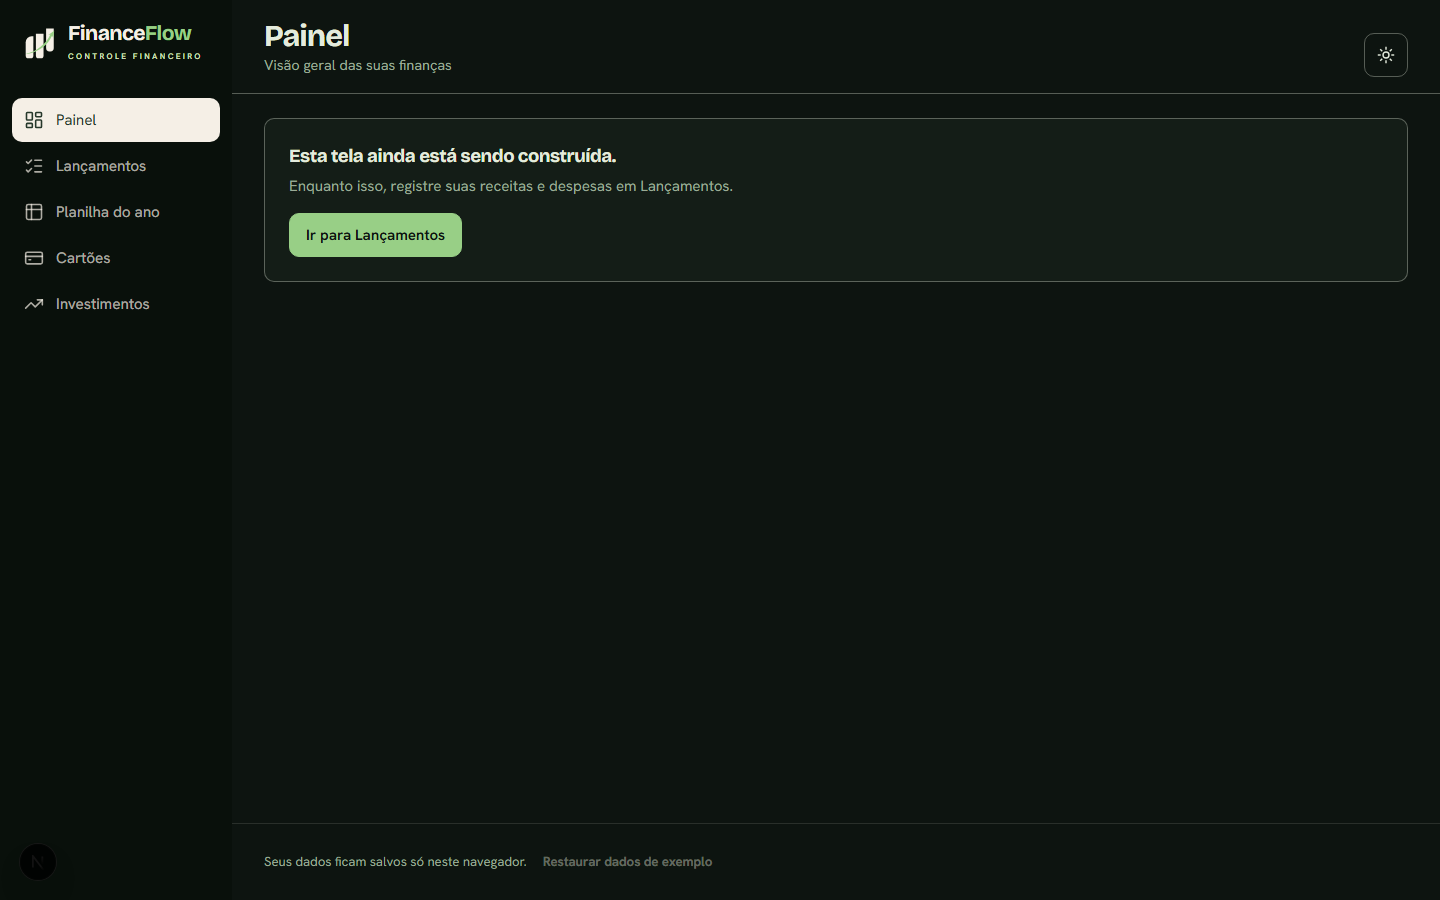 FinanceFlow
CONTROLE FINANCEIRO
Painel
Lançamentos
Planilha do ano
Cartões
Investimentos
N
Painel
Visão geral das suas finanças
Esta tela ainda está sendo construída.
Enquanto isso, registre suas receitas e despesas em Lançamentos.
Ir para Lançamentos
Seus dados ficam salvos só neste navegador.
Restaurar dados de exemplo